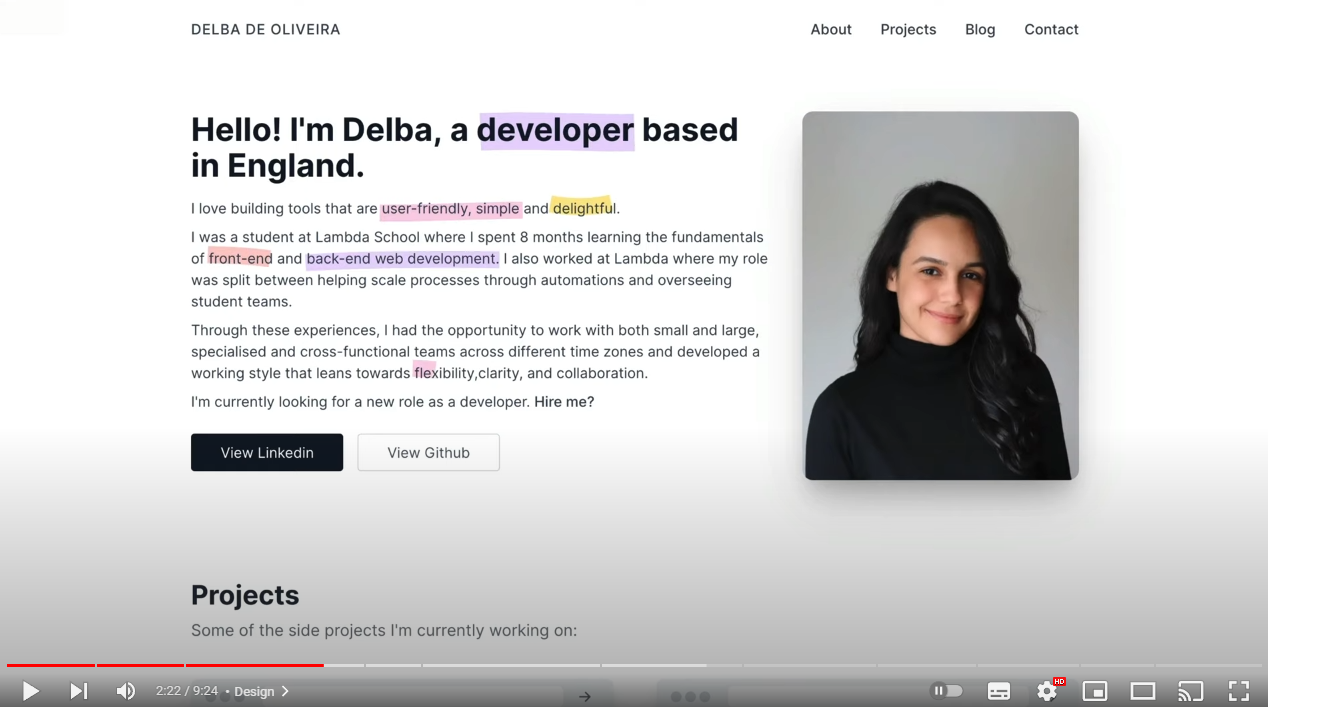 DELBA DE OLIVEIRA
About Projects Blog Contact
Hello! I'm Delba, a developer based
in England.
I love building tools that are user-friendly, simple and delightful.
I was a student at Lambda School where I spent 8 months learning the fundamentals
of front-end and back-end web development. I also worked at Lambda where my role
was split between helping scale processes through automations and overseeing
student teams.
Through these experiences, I had the opportunity to work with both small and large,
specialised and cross-functional teams across different time zones and developed a
working style that leans towards flexibility,clarity, and collaboration.
I'm currently looking for a new role as a developer. Hire me?
View Linkedin
View Github
Projects
Some of the side projects I'm currently working on:
2:22 / 9:24 • Design
HD